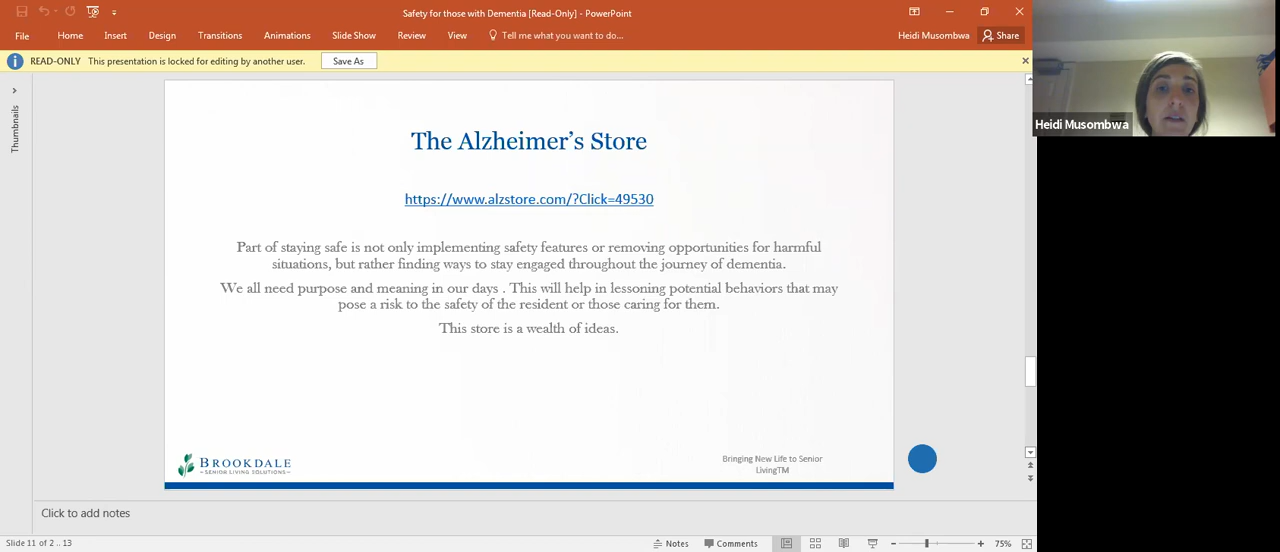 Safety for those with Dementia [Read-Only] - PowerPoint
File Home Insert Design Transitions Animations Slide Show Review View Tell me what you want to do... Heidi Musombwa Share
READ-ONLY This presentation is locked for editing by another user. Save As
Thumbnails
The Alzheimer's Store
https://www.alzstore.com/?Click=49530
Part of staying safe is not only implementing safety features or removing opportunities for harmful
situations, but rather finding ways to stay engaged throughout the journey of dementia.
We all need purpose and meaning in our days . This will help in lessoning potential behaviors that may
pose a risk to the safety of the resident or those caring for them.
This store is a wealth of ideas.
BROOKDALE
SENIOR LIVING SOLUTIONS
Bringing New Life to Senior
LivingTM
Click to add notes
Slide 11 of 2 .. 13
Notes Comments 75%
Heidi Musombwa